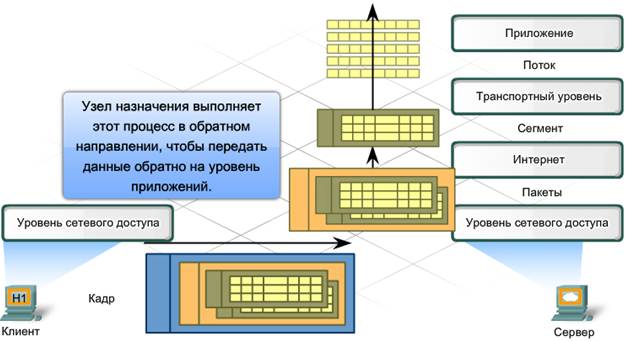 Приложение
Поток
Транспортный уровень
Сегмент
Интернет
Пакеты
Уровень сетевого доступа
Узел назначения выполняет
этот процесс в обратном
направлении, чтобы передать
данные обратно на уровень
приложений.
Уровень сетевого доступа
H1
Клиент
Кадр
Сервер